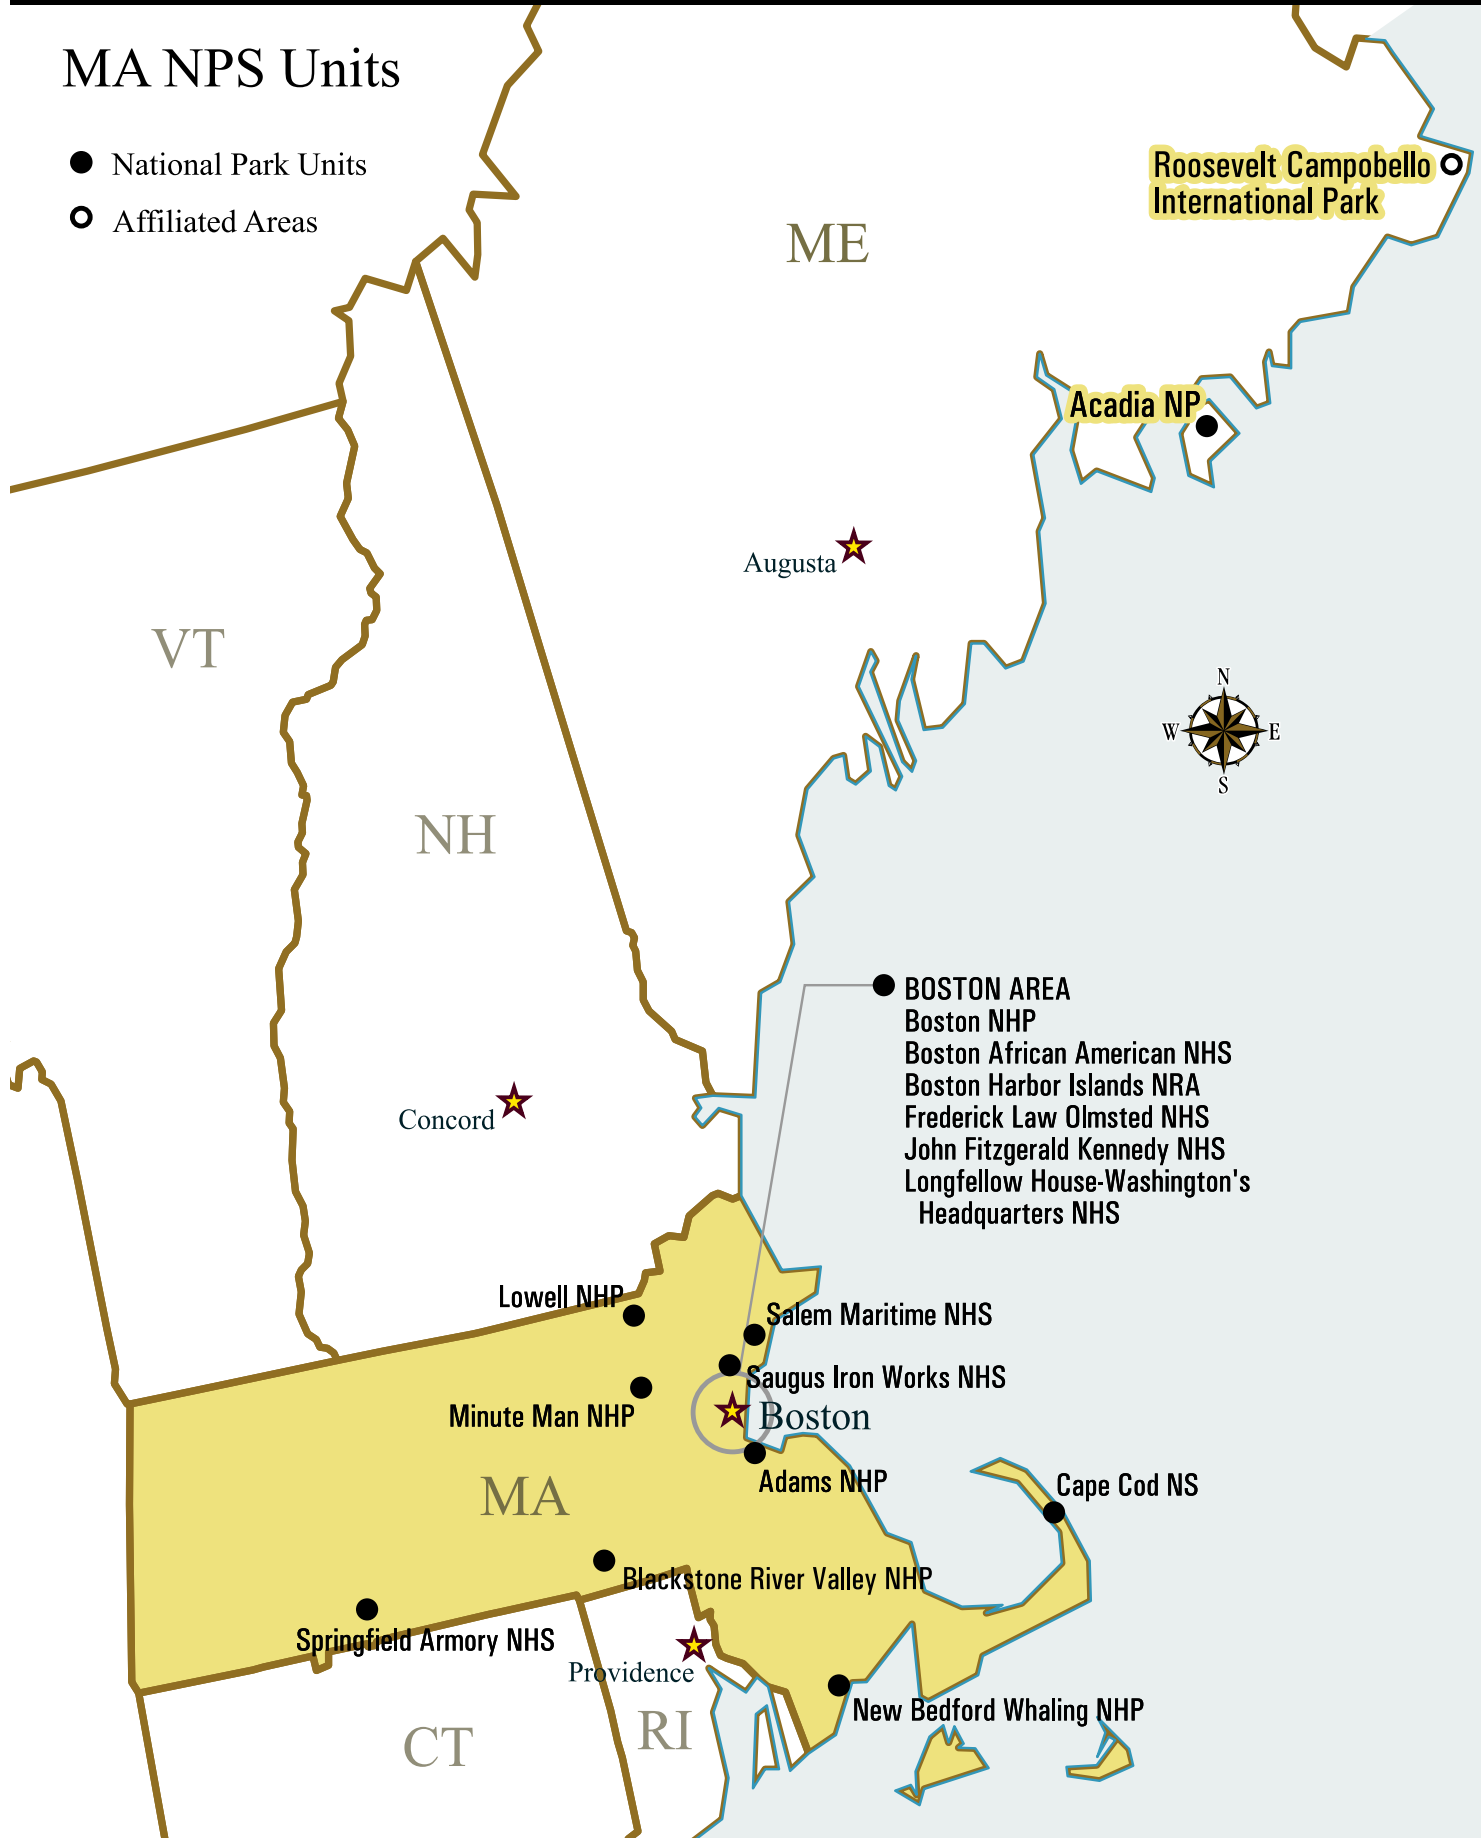 MA NPS Units
National Park Units
Affiliated Areas
Roosevelt Campobello
International Park
ME
Acadia NP
Augusta
VT
N
W
E
S
NH
BOSTON AREA
Boston NHP
Boston African American NHS
Boston Harbor Islands NRA
Frederick Law Olmsted NHS
John Fitzgerald Kennedy NHS
Longfellow House-Washington's
Headquarters NHS
Concord
Lowell NHP
Salem Maritime NHS
Saugus Iron Works NHS
Minute Man NHP
Boston
Adams NHP
Cape Cod NS
MA
Blackstone River Valley NHP
Springfield Armory NHS
Providence
New Bedford Whaling NHP
RI
CT